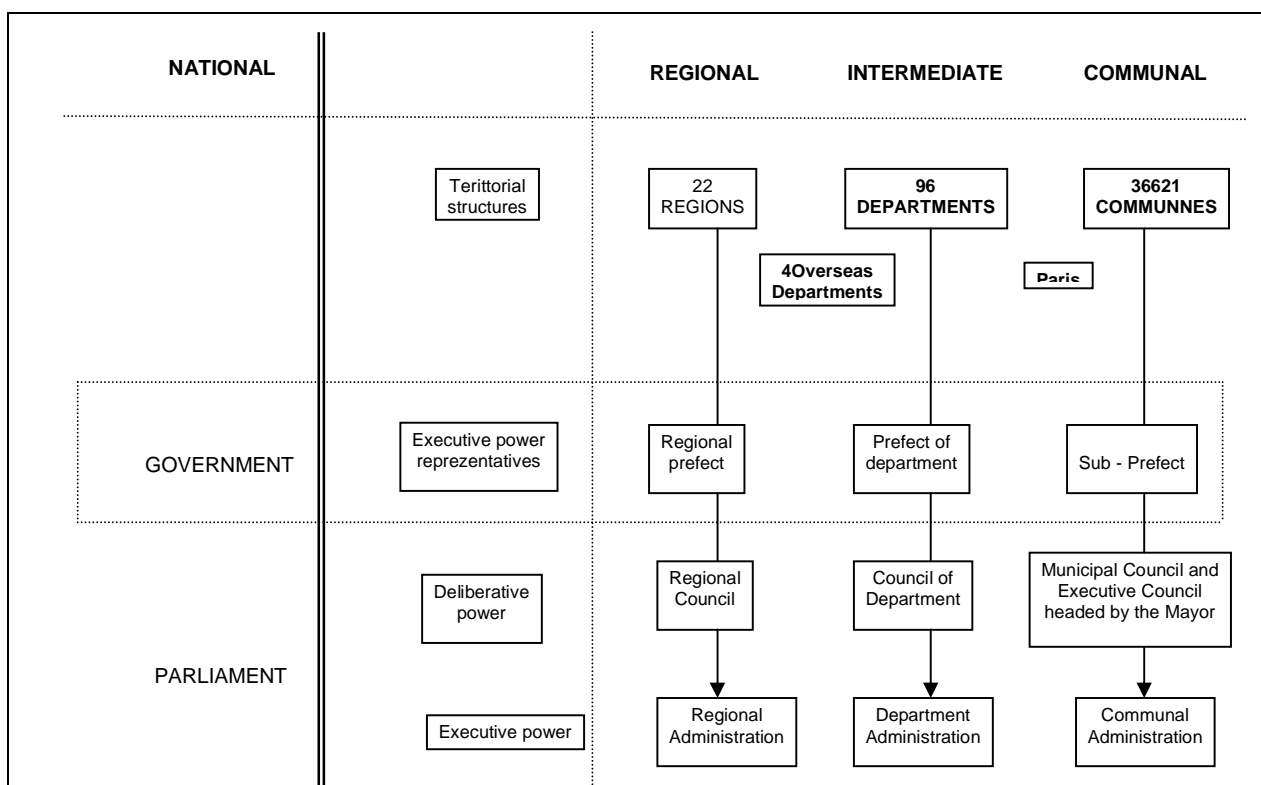 NATIONAL
REGIONAL
INTERMEDIATE
COMMUNAL
Terittorial
structures
22
REGIONS
96
DEPARTMENTS
36621
COMMUNNES
4Overseas
Departments
Paris
GOVERNMENT
Executive power
reprezentatives
Regional
prefect
Prefect of
department
Sub - Prefect
Deliberative
power
Regional
Council
Council of
Department
Municipal Council and
Executive Council
headed by the Mayor
PARLIAMENT
Executive power
Regional
Administration
Department
Administration
Communal
Administration